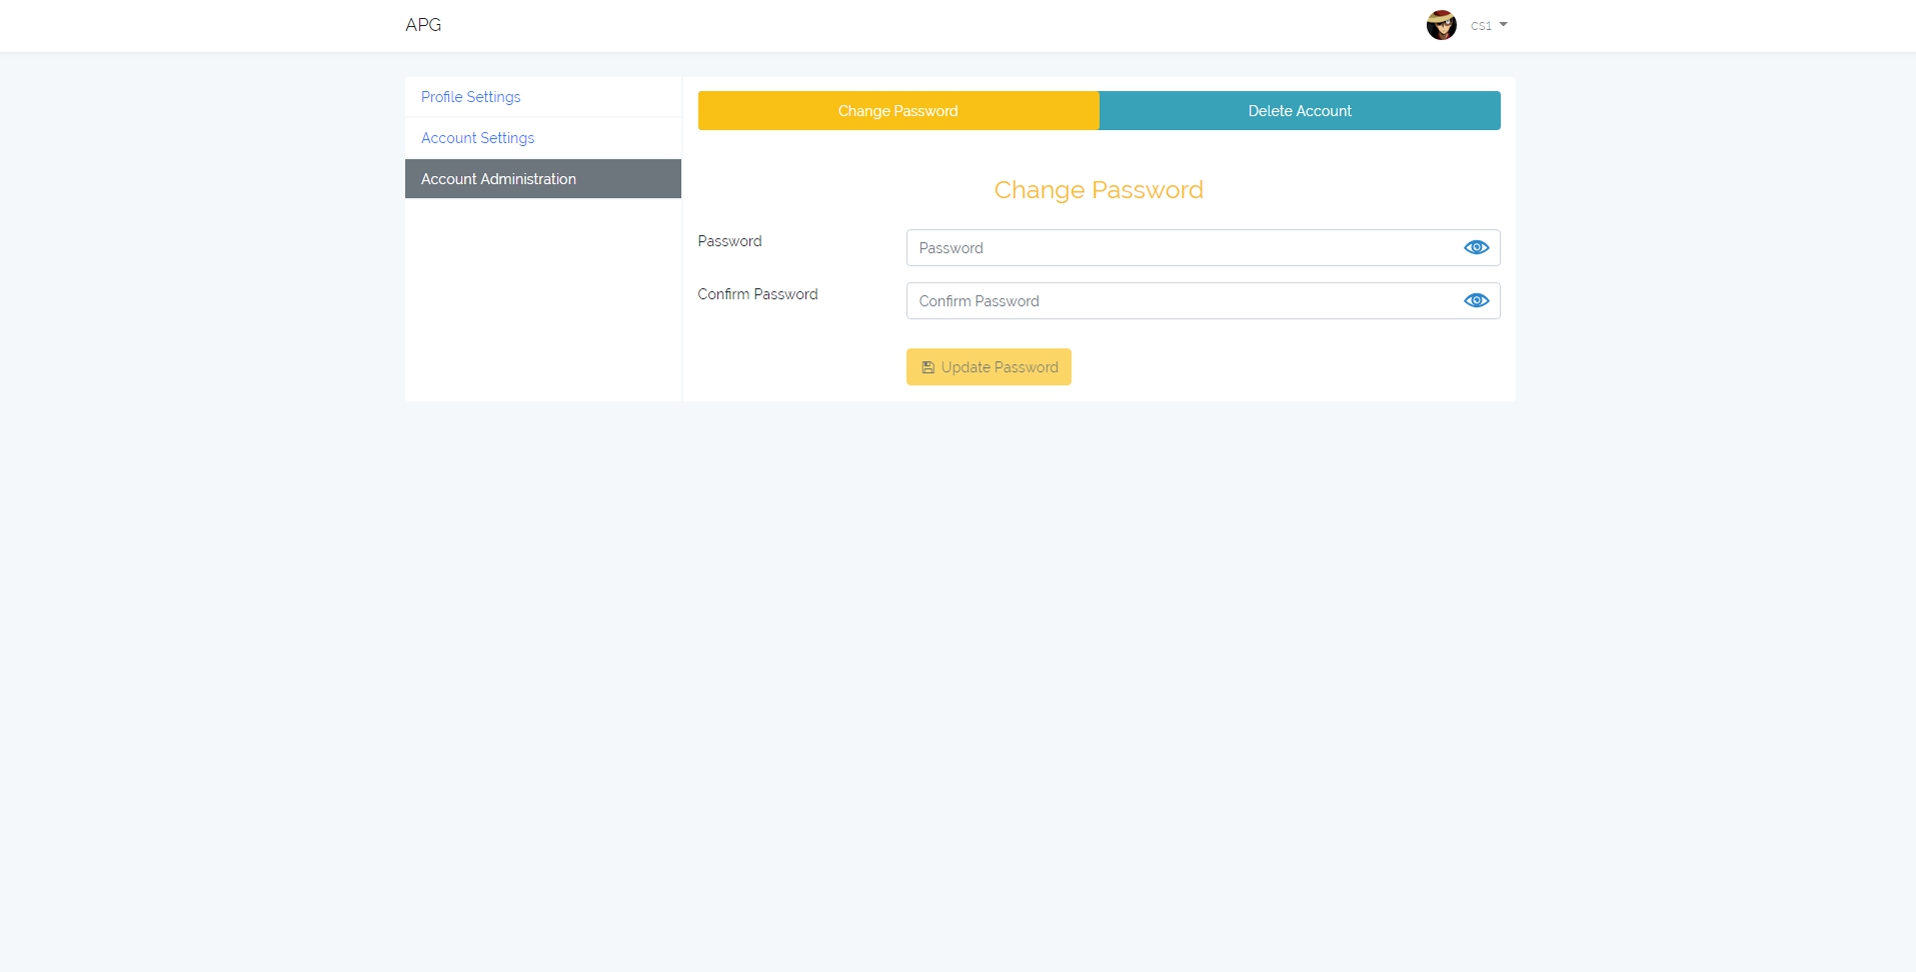 APG
cs1
Profile Settings
Account Settings
Account Administration
Change Password
Delete Account
Change Password
Password
Password
Confirm Password
Confirm Password
Update Password